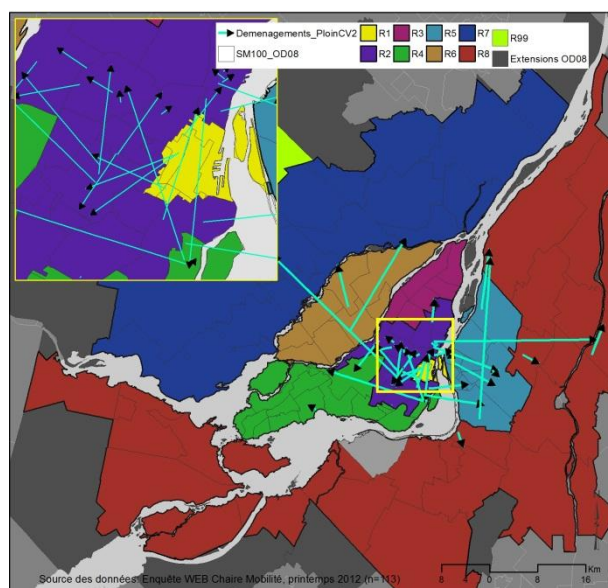 Demenagements_PloinCV2 R1 R3 R5 R7 R99
SM100_OD08 R2 R4 R6 R8 Extensions OD08
Km
8 4 0 8 16
Source des données: Enquête WEB Chaire Mobilité, printemps 2012 (n=113)